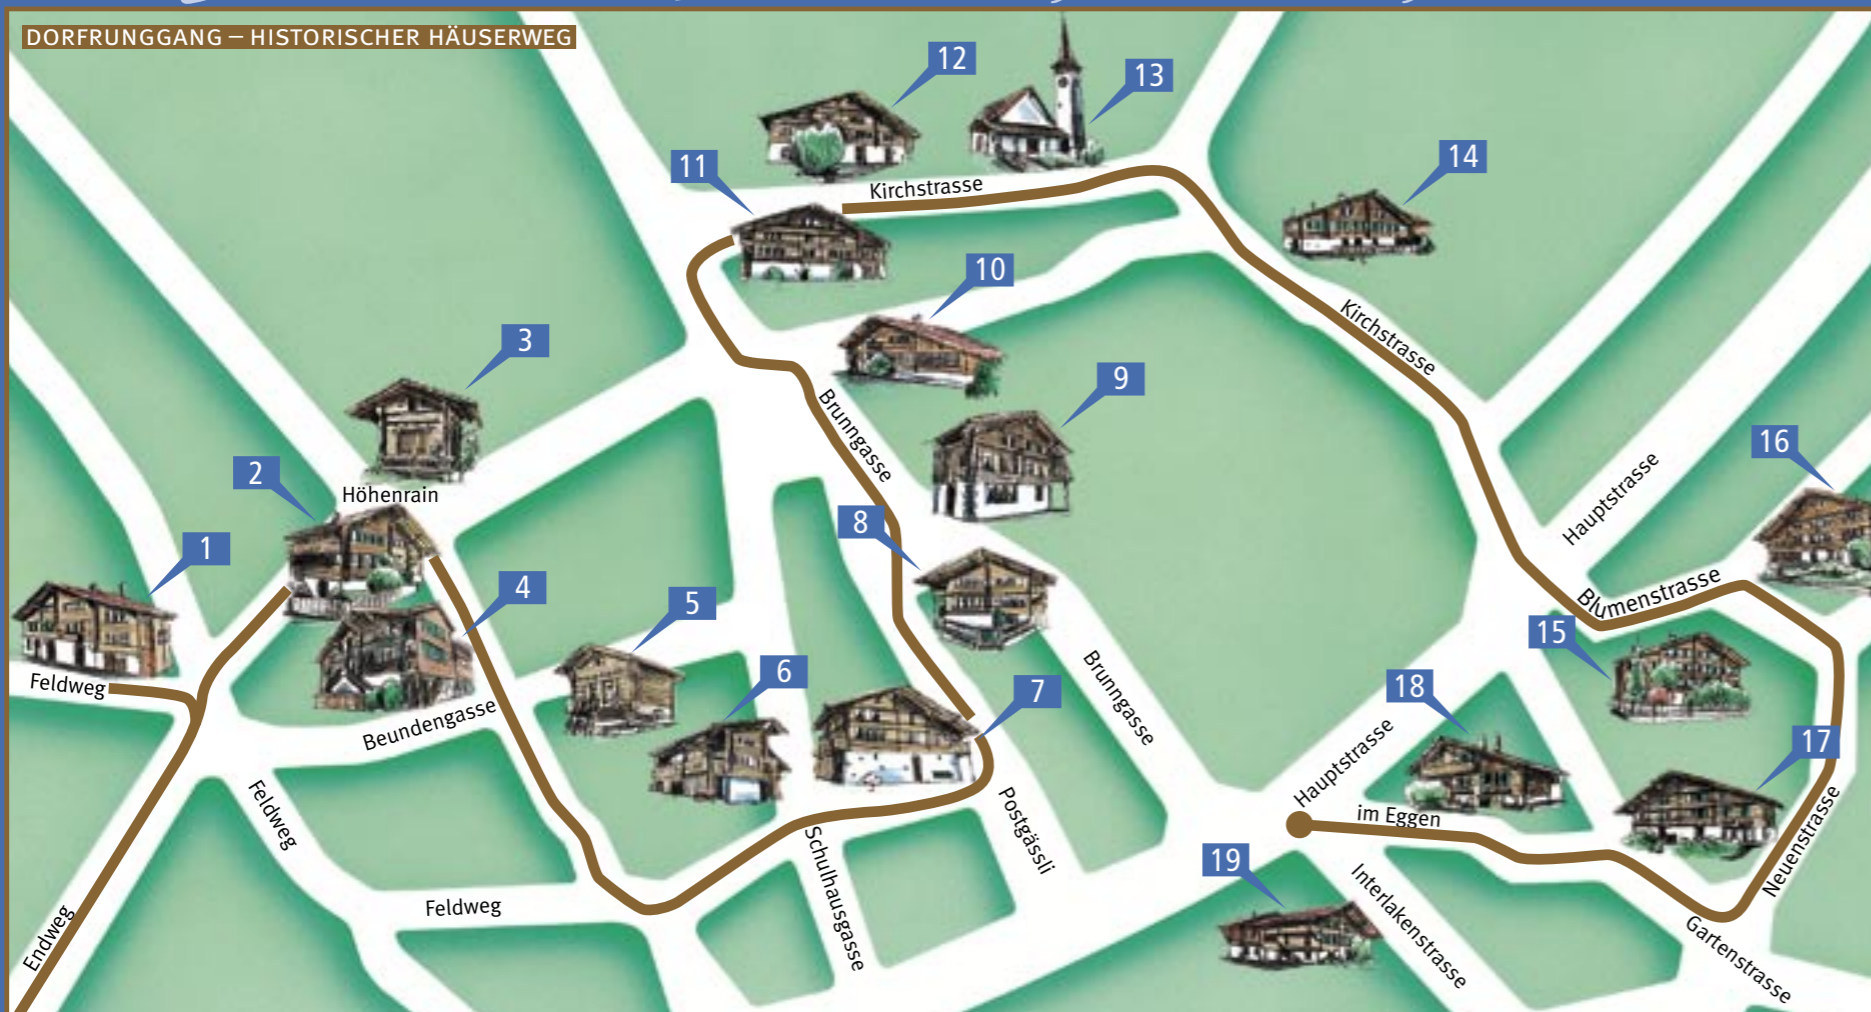 DORFRUNGGANG – HISTORISCHER HÄUSERWEG
12
13
11
14
Kirchstrasse
10
Kirchstrasse
3
9
Brunngasse
16
2
Höhenrain
Hauptstrasse
8
1
4
5
Blumenstrasse
15
6
7
Brunngasse
18
Feldweg
Beundengasse
17
Hauptstrasse
im Eggen
Feldweg
Postgässli
Schulhausgasse
Neuenstrasse
19
Interlakenstrasse
Feldweg
Endweg
Gartenstrasse